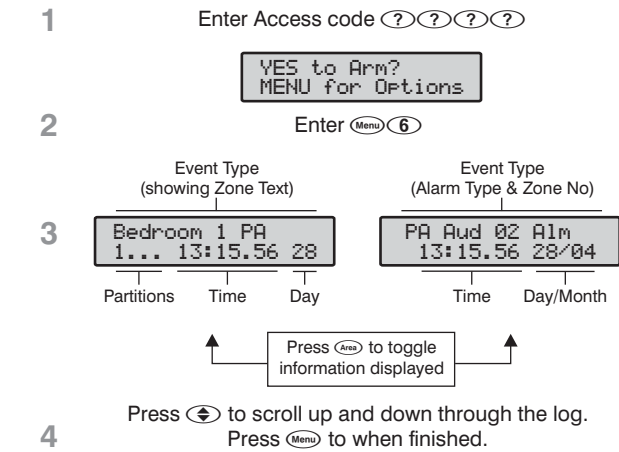 1
Enter Access code ? ? ? ?
YES to Arm?
MENU for Options
2
Enter Menu 6
Event Type
(showing Zone Text)
Event Type
(Alarm Type & Zone No)
3
Bedroom 1 PA
1... 13:15.56 28
PA Aud 02 Alm
13:15.56 28/04
Partitions Time Day
Time Day/Month
Press Area to toggle
information displayed
Press to scroll up and down through the log.
4
Press Menu to when finished.